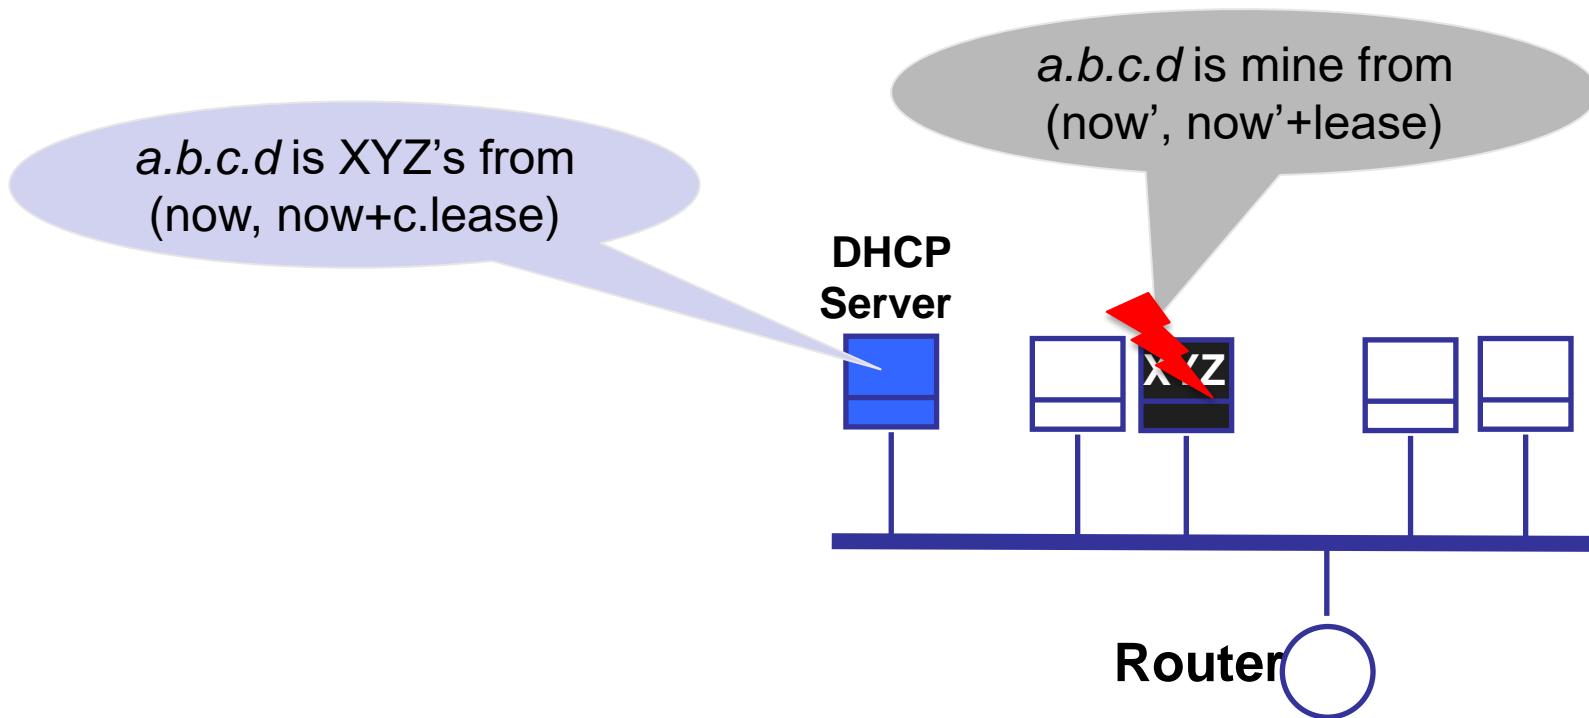 a.b.c.d is mine from
(now’, now’+lease)
a.b.c.d is XYZ’s from
(now, now+c.lease)
DHCP
Server
XYZ
Router